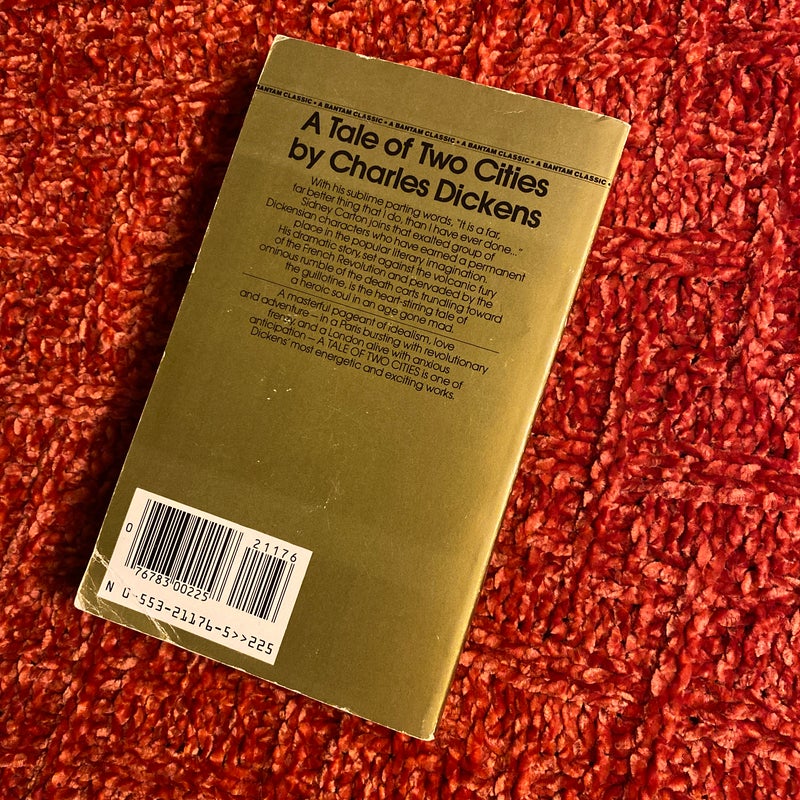 BANTAM CLASSIC • A BANTAM CLASSIC • A BANTAM CLASSIC • A BANTAM CLASSIC • A BANTAM CLASSIC •
A Tale of Two Cities
by Charles Dickens
With his sublime parting words, "It is a far,
far better thing that I do, than I have ever done..."
Sidney Carton joins that exalted group of
Dickensian characters who have earned a permanent
place in the popular literary imagination.
His dramatic story, set against the volcanic fury
of the French Revolution and pervaded by the
ominous rumble of the death carts trundling toward
the guillotine, is the heart-stirring tale of
a heroic soul in an age gone mad.
A masterful pageant of idealism, love
and adventure — in a Paris bursting with revolutionary
frenzy, and a London alive with anxious
anticipation — A TALE OF TWO CITIES is one of
Dickens' most energetic and exciting works.
21176
0
76783 00225
N 0-553-21176-5>>225